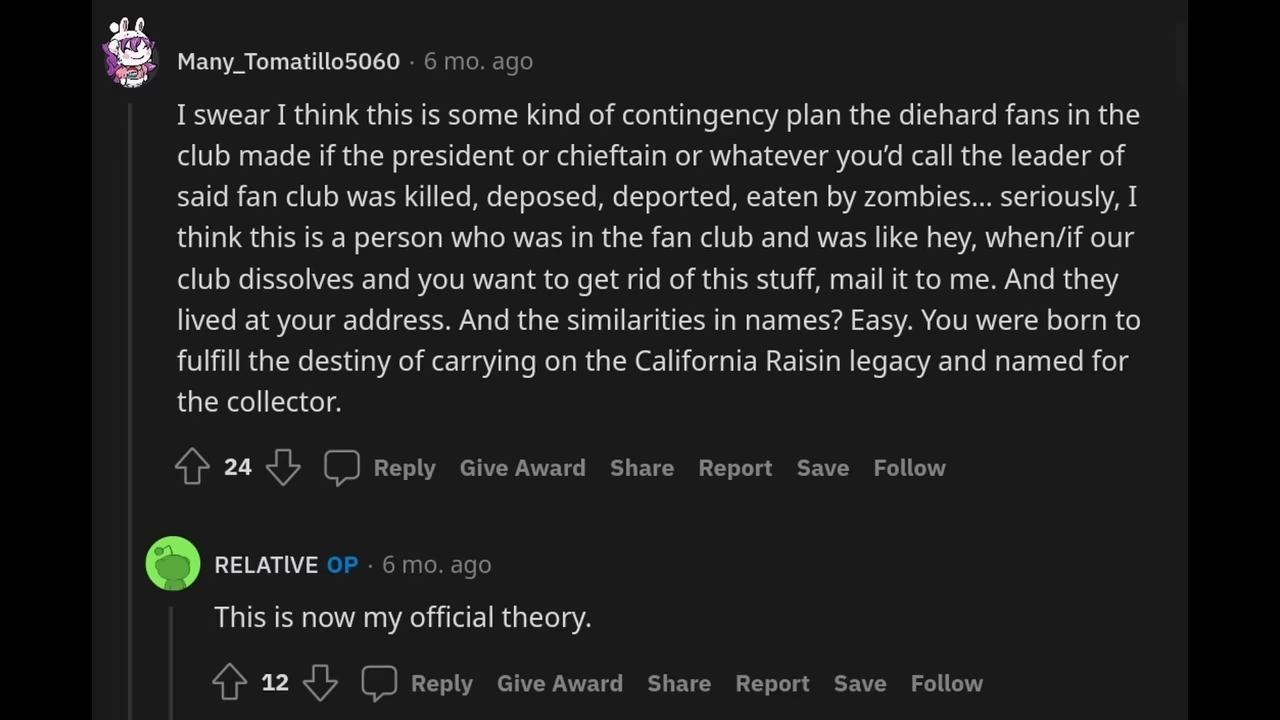 Many_Tomatillo5060 · 6 mo. ago
I swear I think this is some kind of contingency plan the diehard fans in the
club made if the president or chieftain or whatever you’d call the leader of
said fan club was killed, deposed, deported, eaten by zombies... seriously, I
think this is a person who was in the fan club and was like hey, when/if our
club dissolves and you want to get rid of this stuff, mail it to me. And they
lived at your address. And the similarities in names? Easy. You were born to
fulfill the destiny of carrying on the California Raisin legacy and named for
the collector.
24 Reply Give Award Share Report Save Follow
RELATlVE OP · 6 mo. ago
This is now my official theory.
12 Reply Give Award Share Report Save Follow